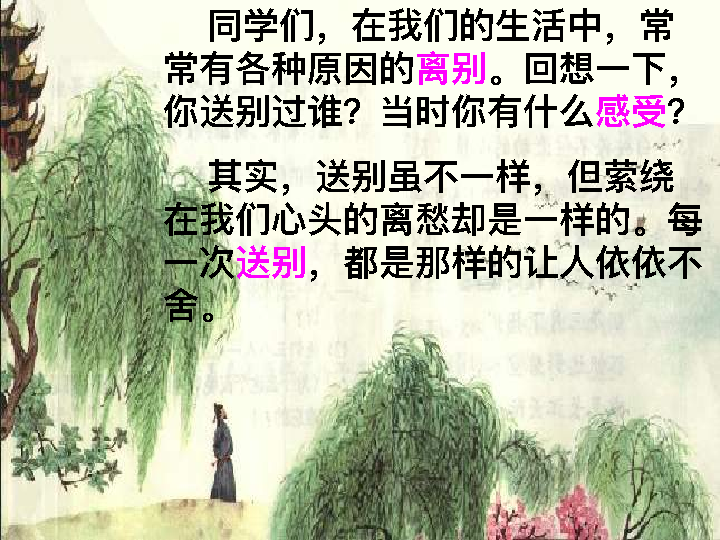 同学们，在我们的生活中，常
常有各种原因的离别。回想一下，
你送别过谁？当时你有什么感受？
其实，送别虽不一样，但萦绕
在我们心头的离愁却是一样的。每
一次送别，都是那样的让人依依不
舍。